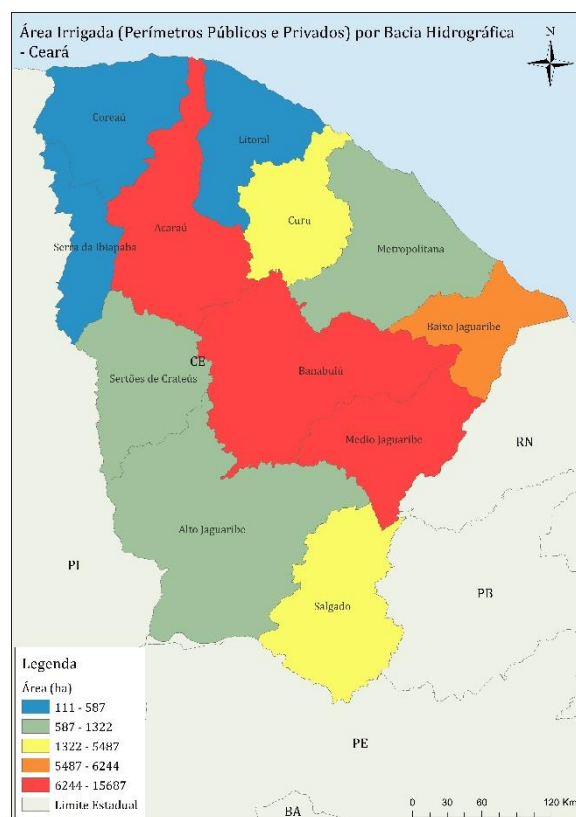 Área Irrigada (Perímetros Públicos e Privados) por Bacia Hidrográfica
- Ceará
N
Coreaú
Litoral
Acaraú
Curu
Serra da Ibiapaba
Metropolitana
Baixo Jaguaribe
CE
Banabuiú
Sertões de Crateús
Medio Jaguaribe
RN
Alto Jaguaribe
PI
PB
Salgado
Legenda
Área (ha)
111 - 587
587 - 1322
1322 - 5487
5487 - 6244
6244 - 15687
Limite Estadual
PE
BA
0 30 60 120 Km